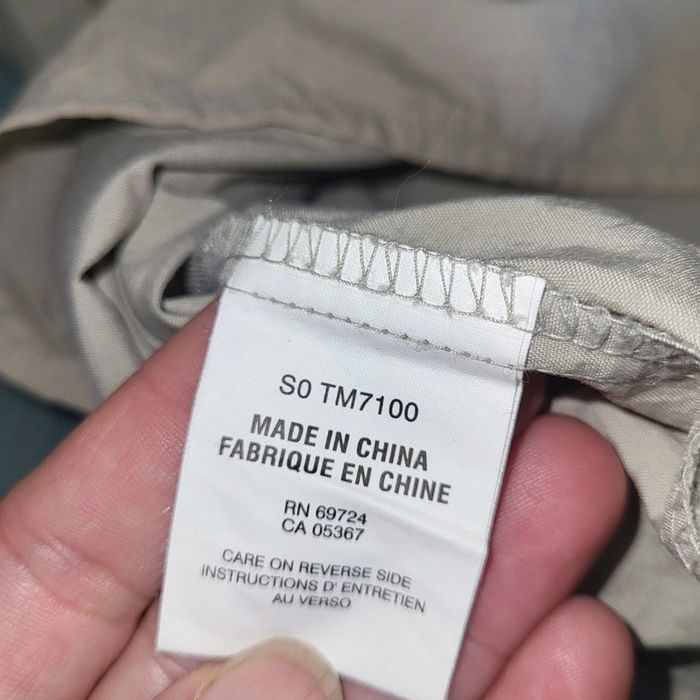 S0 TM7100
MADE IN CHINA
FABRIQUE EN CHINE
RN 69724
CA 05367
CARE ON REVERSE SIDE
INSTRUCTIONS D' ENTRETIEN
AU VERSO